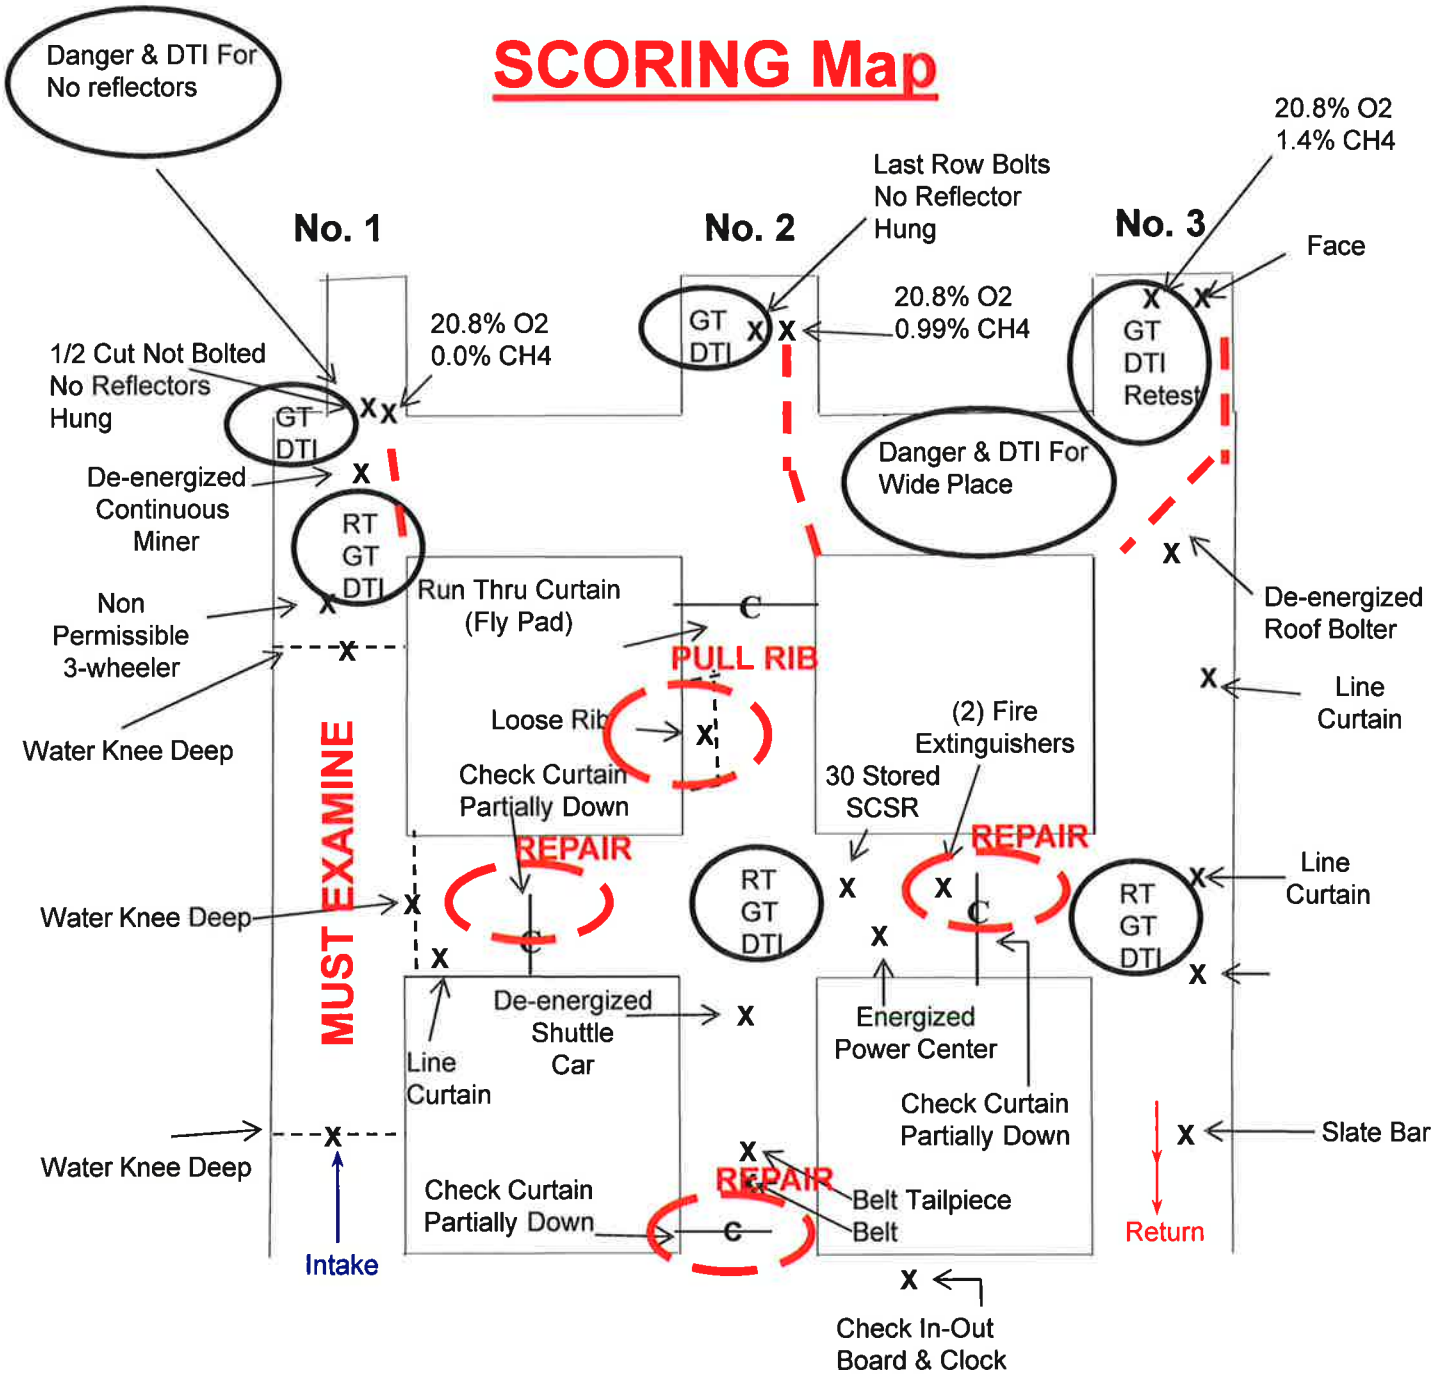 SCORING Map
Danger & DTI For
No reflectors
20.8% O2
1.4% CH4
Last Row Bolts
No Reflector
Hung
No. 1
No. 2
No. 3
Face
20.8% O2
0.0% CH4
GT
DTI
X
X
20.8% O2
0.99% CH4
X
X
GT
DTI
Retest
1/2 Cut Not Bolted
No Reflectors
Hung
X
X
GT
DTI
De-energized
Continuous
Miner
X
Danger & DTI For
Wide Place
RT
GT
DTI
X
Non
Permissible
3-wheeler
X
Run Thru Curtain
(Fly Pad)
C
X
De-energized
Roof Bolter
PULL RIB
X
Water Knee Deep
Loose Rib
X
(2) Fire
Extinguishers
X
Line
Curtain
MUST EXAMINE
Check Curtain
Partially Down
30 Stored
SCSR
REPAIR
REPAIR
Water Knee Deep
X
C
RT
GT
DTI
X
X
C
RT
GT
DTI
X
Line
Curtain
X
X
X
De-energized
Shuttle
Car
X
Energized
Power Center
Line
Curtain
Check Curtain
Partially Down
Water Knee Deep
X
X
X
Slate Bar
REPAIR
Check Curtain
Partially Down
Belt Tailpiece
Belt
C
Intake
Return
X
Check In-Out
Board & Clock